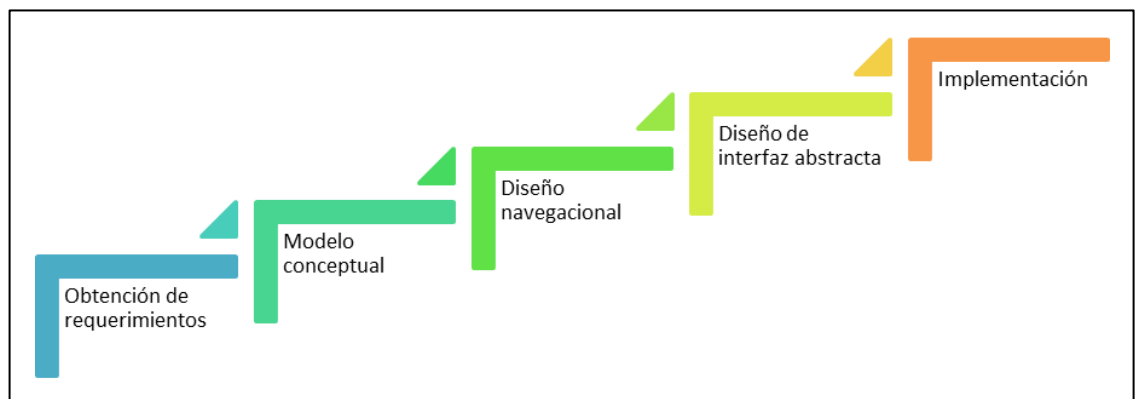 Obtención de
requerimientos
Modelo
conceptual
Diseño
navegacional
Diseño de
interfaz abstracta
Implementación